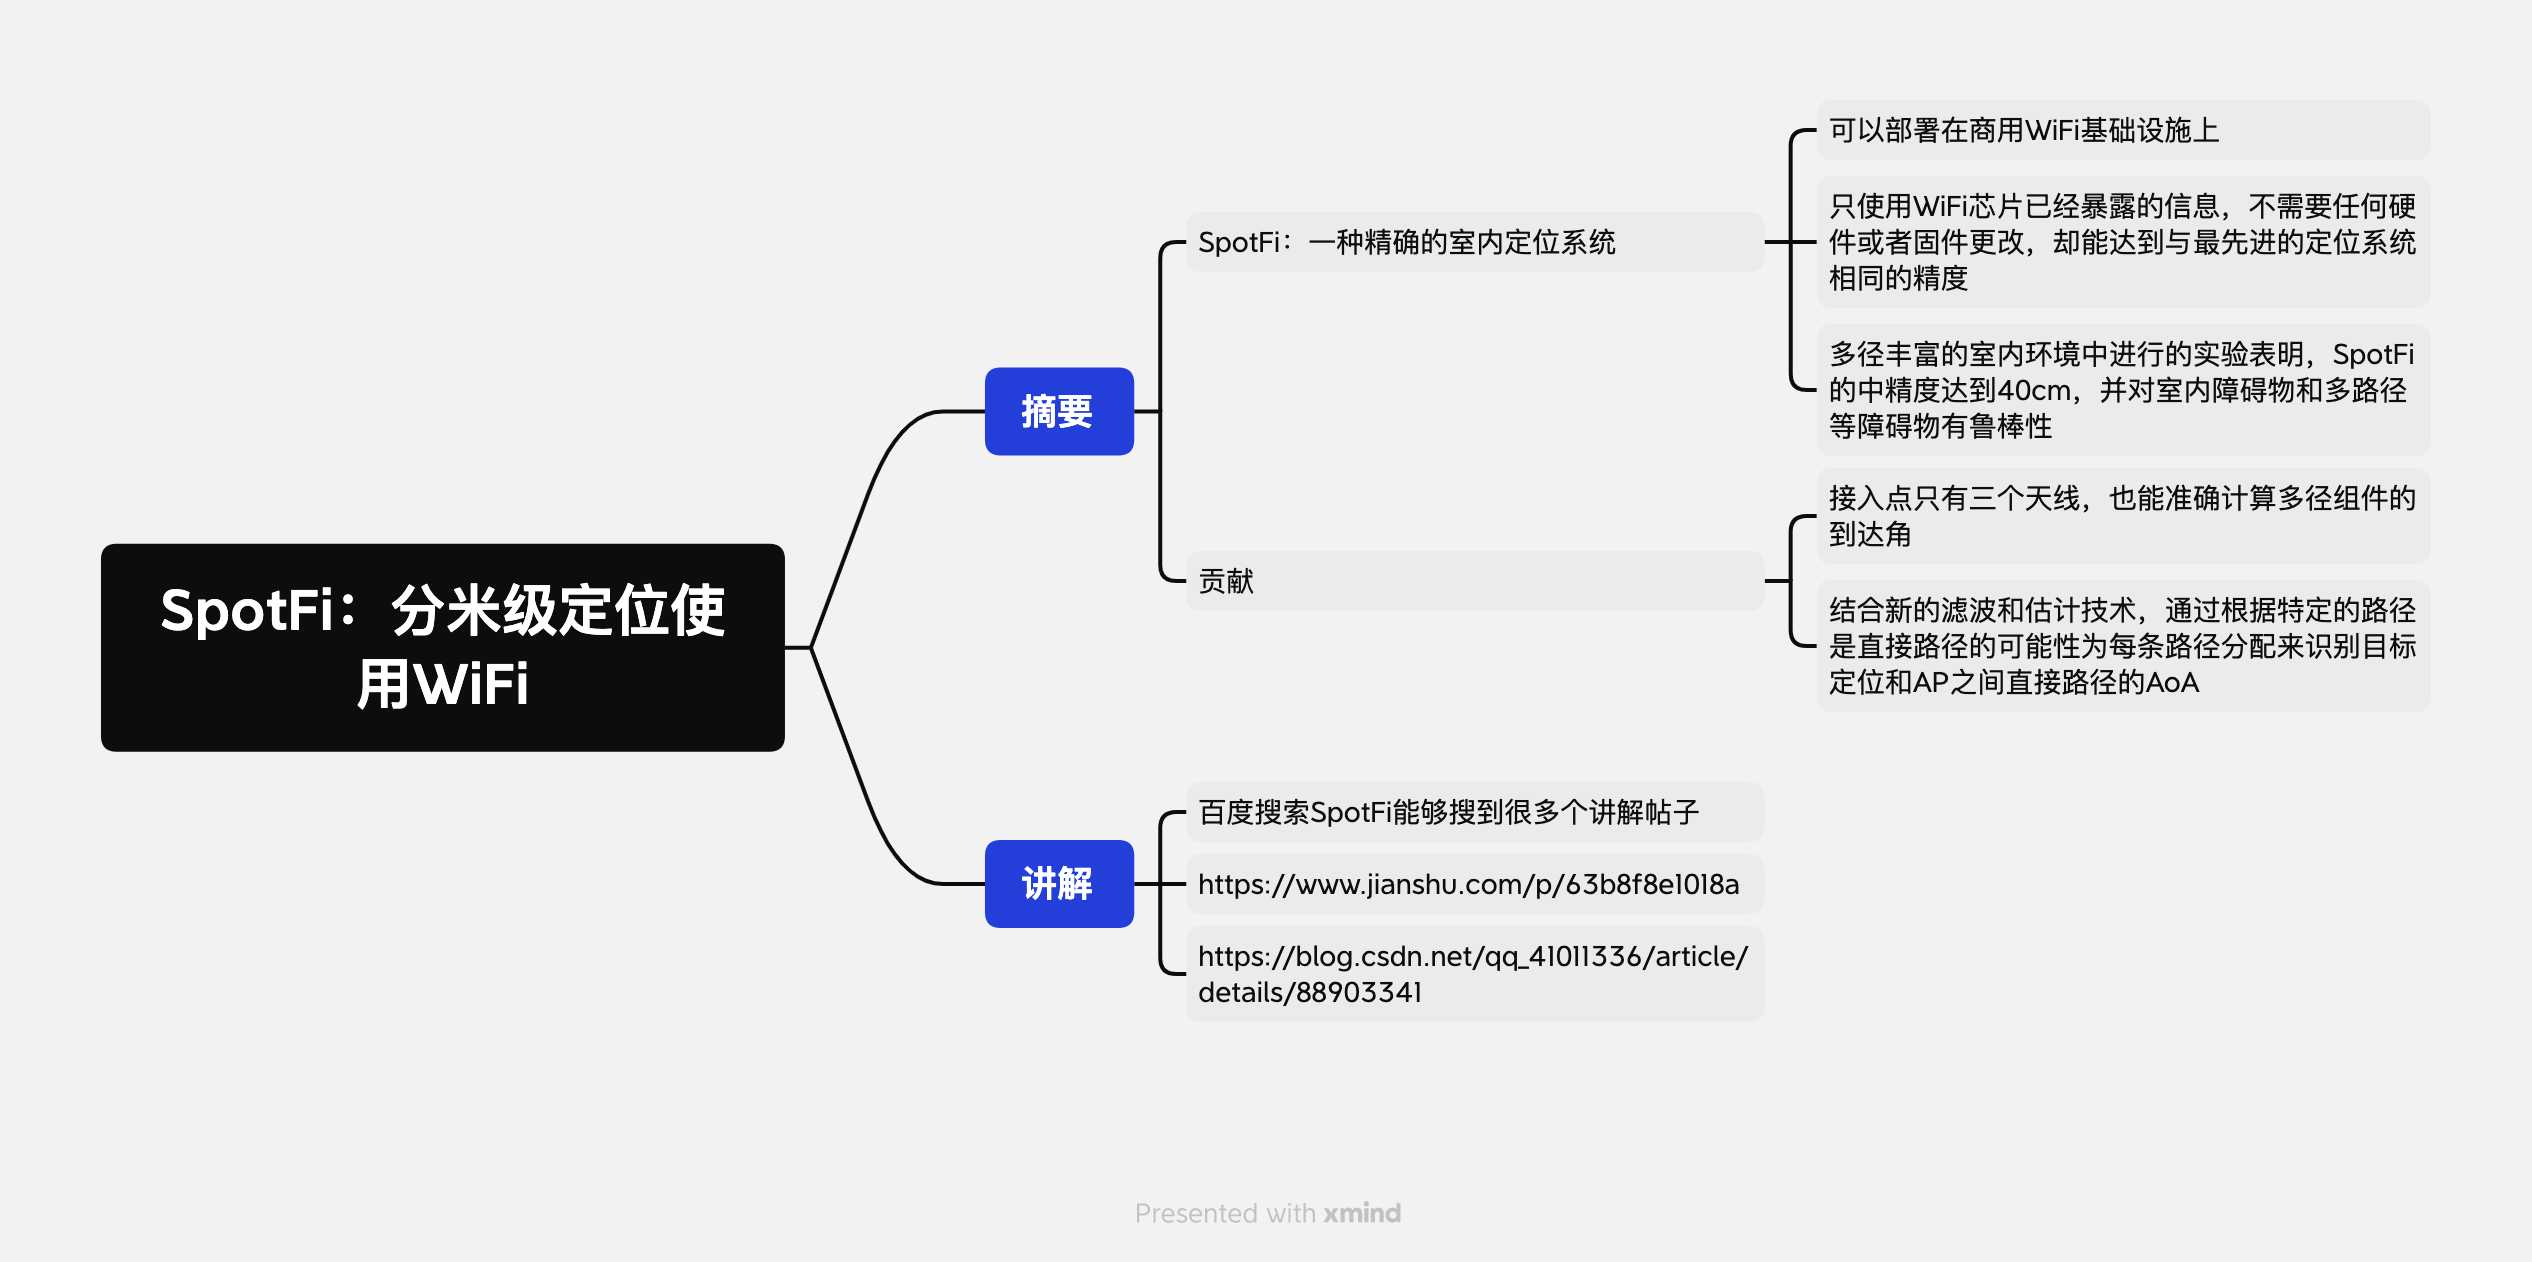 SpotFi：分米级定位使
用WiFi
摘要
SpotFi：一种精确的室内定位系统
可以部署在商用WiFi基础设施上
只使用WiFi芯片已经暴露的信息，不需要任何硬
件或者固件更改，却能达到与最先进的定位系统
相同的精度
多径丰富的室内环境中进行的实验表明，SpotFi
的中精度达到40cm，并对室内障碍物和多路径
等障碍物有鲁棒性
贡献
接入点只有三个天线，也能准确计算多径组件的
到达角
结合新的滤波和估计技术，通过根据特定的路径
是直接路径的可能性为每条路径分配来识别目标
定位和AP之间直接路径的AoA
讲解
百度搜索SpotFi能够搜到很多个讲解帖子
https://www.jianshu.com/p/63b8f8e1018a
https://blog.csdn.net/qq_41011336/article/
details/88903341
Presented with xmind